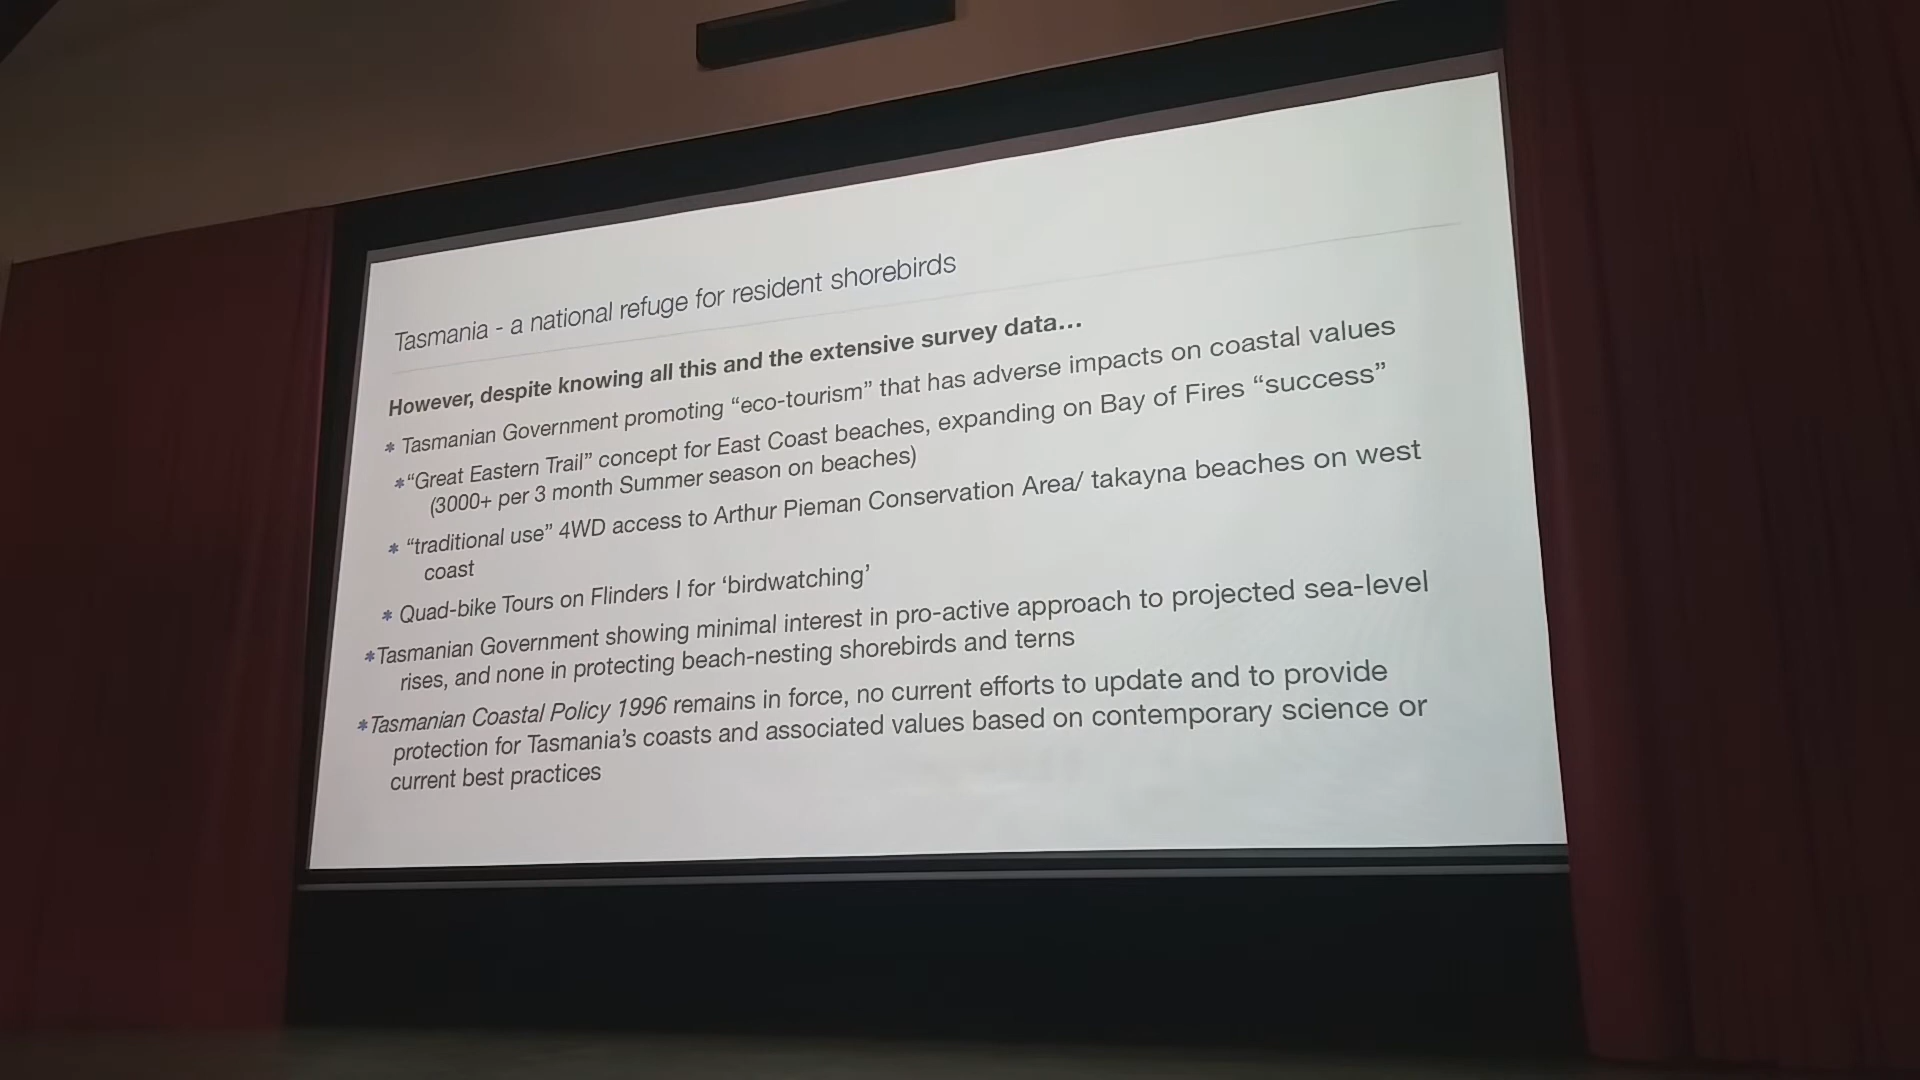 Tasmania - a national refuge for resident shorebirds
However, despite knowing all this and the extensive survey data…
* Tasmanian Government promoting “eco-tourism” that has adverse impacts on coastal values
*“Great Eastern Trail” concept for East Coast beaches, expanding on Bay of Fires “success”
(3000+ per 3 month Summer season on beaches)
* “traditional use” 4WD access to Arthur Pieman Conservation Area/ takayna beaches on west
coast
* Quad-bike Tours on Flinders I for ‘birdwatching’
*Tasmanian Government showing minimal interest in pro-active approach to projected sea-level
rises, and none in protecting beach-nesting shorebirds and terns
*Tasmanian Coastal Policy 1996 remains in force, no current efforts to update and to provide
protection for Tasmania’s coasts and associated values based on contemporary science or
current best practices